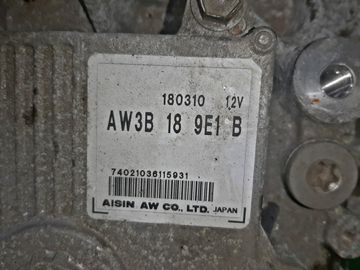 180310 12V
AW3B 18 9E1 B
74021036115931
AISIN AW CO., LTD. JAPAN